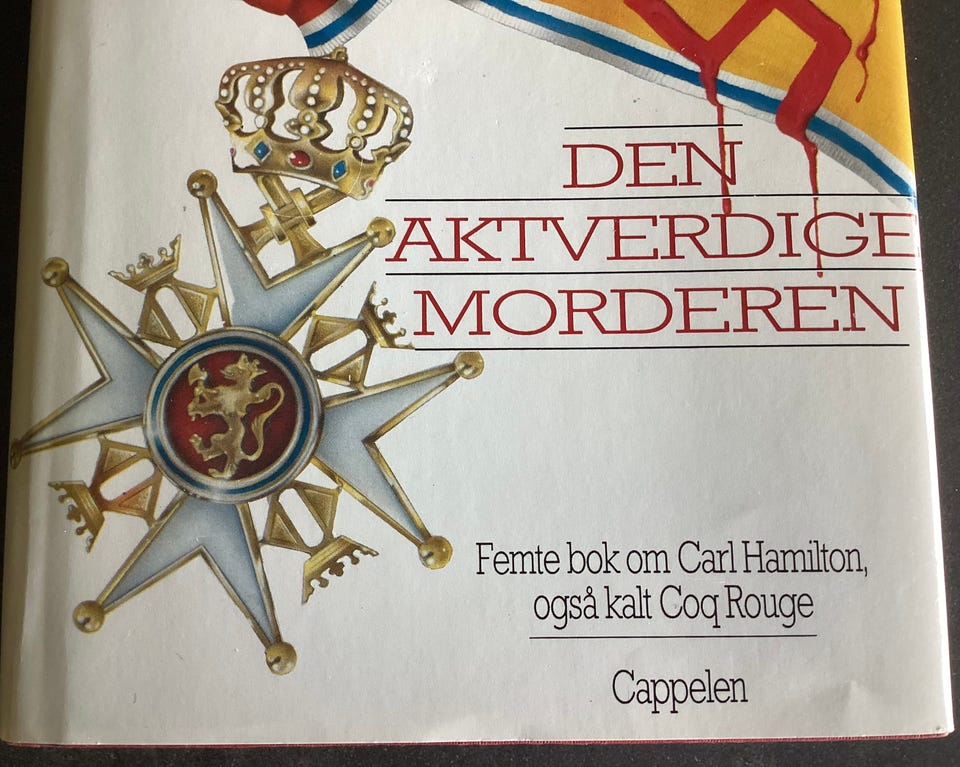 DEN
AKTVERDIGE
MORDEREN
Femte bok om Carl Hamilton,
også kalt Coq Rouge
Cappelen